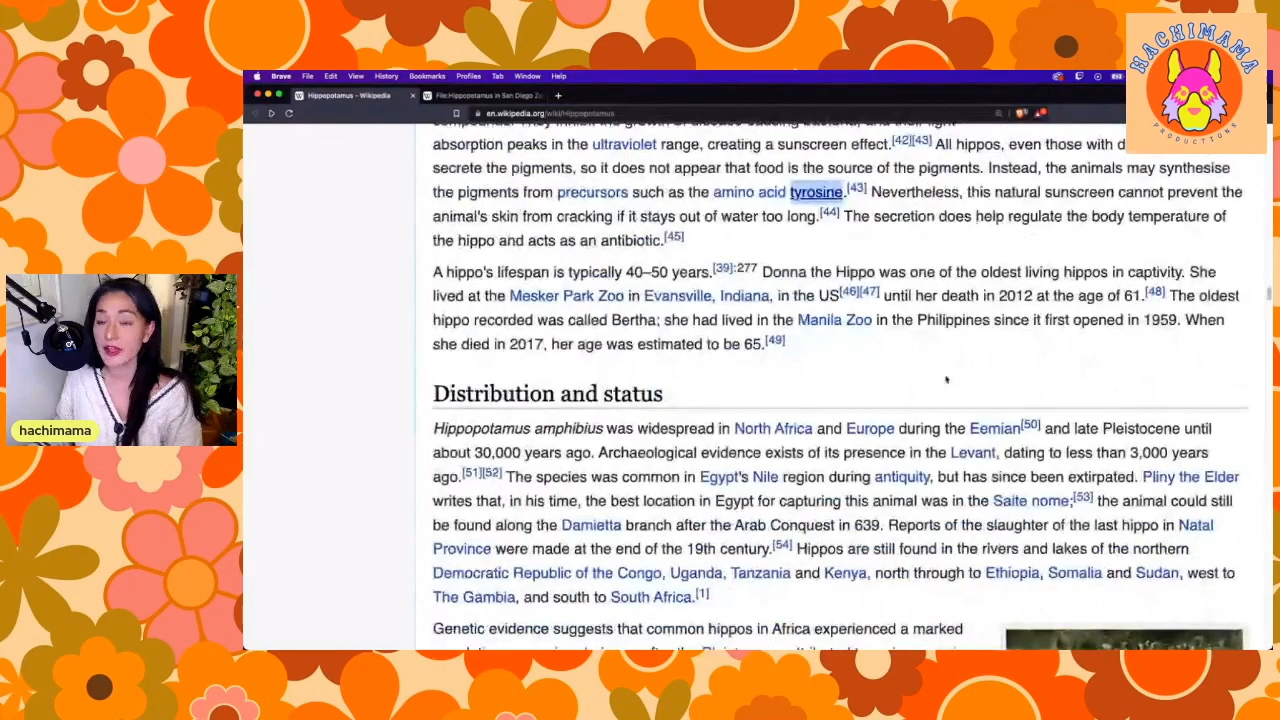 HACHIMAMA
PRODUCTIONS
Brave File Edit View History Bookmarks Profiles Tab Window Help
Hippopotamus - Wikipedia
File:Hippopotamus in San Diego Zo
en.wikipedia.org/wiki/Hippopotamus
absorption peaks in the ultraviolet range, creating a sunscreen effect.[42][43] All hippos, even those with d
secrete the pigments, so it does not appear that food is the source of the pigments. Instead, the animals may synthesise
the pigments from precursors such as the amino acid tyrosine.[43] Nevertheless, this natural sunscreen cannot prevent the
animal's skin from cracking if it stays out of water too long.[44] The secretion does help regulate the body temperature of
the hippo and acts as an antibiotic.[45]
A hippo's lifespan is typically 40–50 years.[39]:277 Donna the Hippo was one of the oldest living hippos in captivity. She
lived at the Mesker Park Zoo in Evansville, Indiana, in the US[46][47] until her death in 2012 at the age of 61.[48] The oldest
hippo recorded was called Bertha; she had lived in the Manila Zoo in the Philippines since it first opened in 1959. When
she died in 2017, her age was estimated to be 65.[49]
Distribution and status
Hippopotamus amphibius was widespread in North Africa and Europe during the Eemian[50] and late Pleistocene until
about 30,000 years ago. Archaeological evidence exists of its presence in the Levant, dating to less than 3,000 years
ago.[51][52] The species was common in Egypt's Nile region during antiquity, but has since been extirpated. Pliny the Elder
writes that, in his time, the best location in Egypt for capturing this animal was in the Saite nome;[53] the animal could still
be found along the Damietta branch after the Arab Conquest in 639. Reports of the slaughter of the last hippo in Natal
Province were made at the end of the 19th century.[54] Hippos are still found in the rivers and lakes of the northern
Democratic Republic of the Congo, Uganda, Tanzania and Kenya, north through to Ethiopia, Somalia and Sudan, west to
The Gambia, and south to South Africa.[1]
Genetic evidence suggests that common hippos in Africa experienced a marked
hachimama